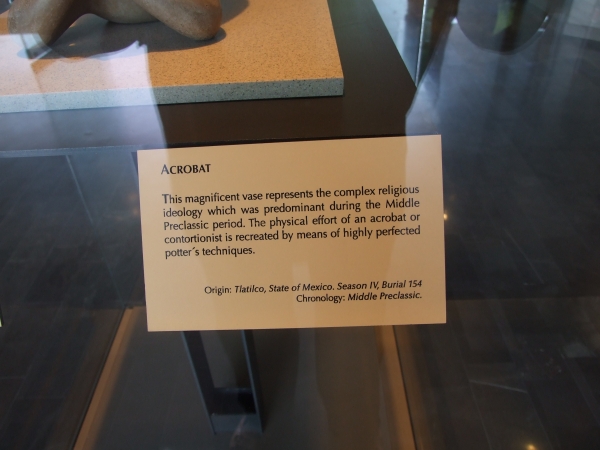 ACROBAT
This magnificent vase represents the complex religious
ideology which was predominant during the Middle
Preclassic period. The physical effort of an acrobat or
contortionist is recreated by means of highly perfected
potter´s techniques.
Origin: Tlatilco, State of Mexico. Season IV, Burial 154
Chronology: Middle Preclassic.